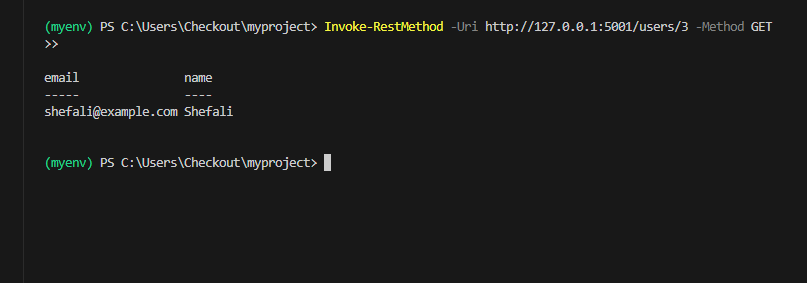 (myenv) PS C:\Users\Checkout\myproject> Invoke-RestMethod -Uri http://127.0.0.1:5001/users/3 -Method GET
>>
email name
----- ----
shefali@example.com Shefali
(myenv) PS C:\Users\Checkout\myproject>